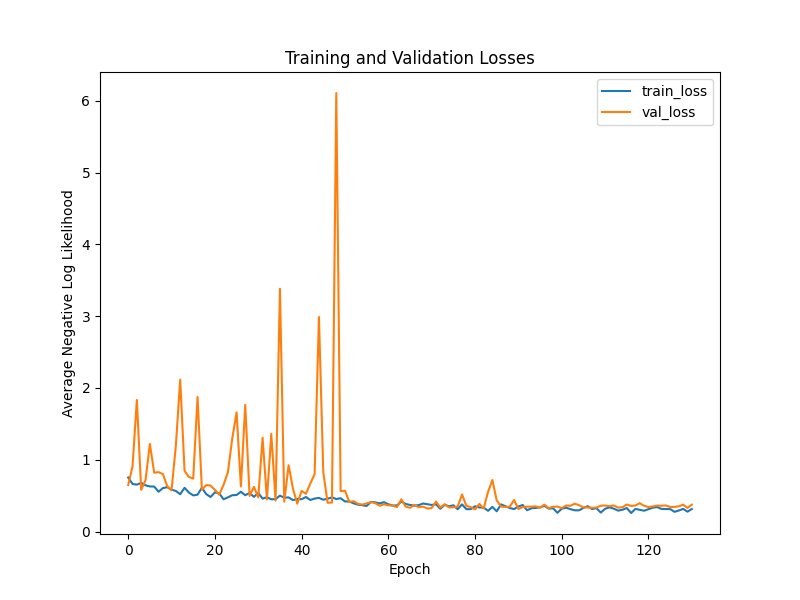 Training and Validation Losses
train_loss
val_loss
Average Negative Log Likelihood
6
5
4
3
2
1
0
0 20 40 60 80 100 120
Epoch